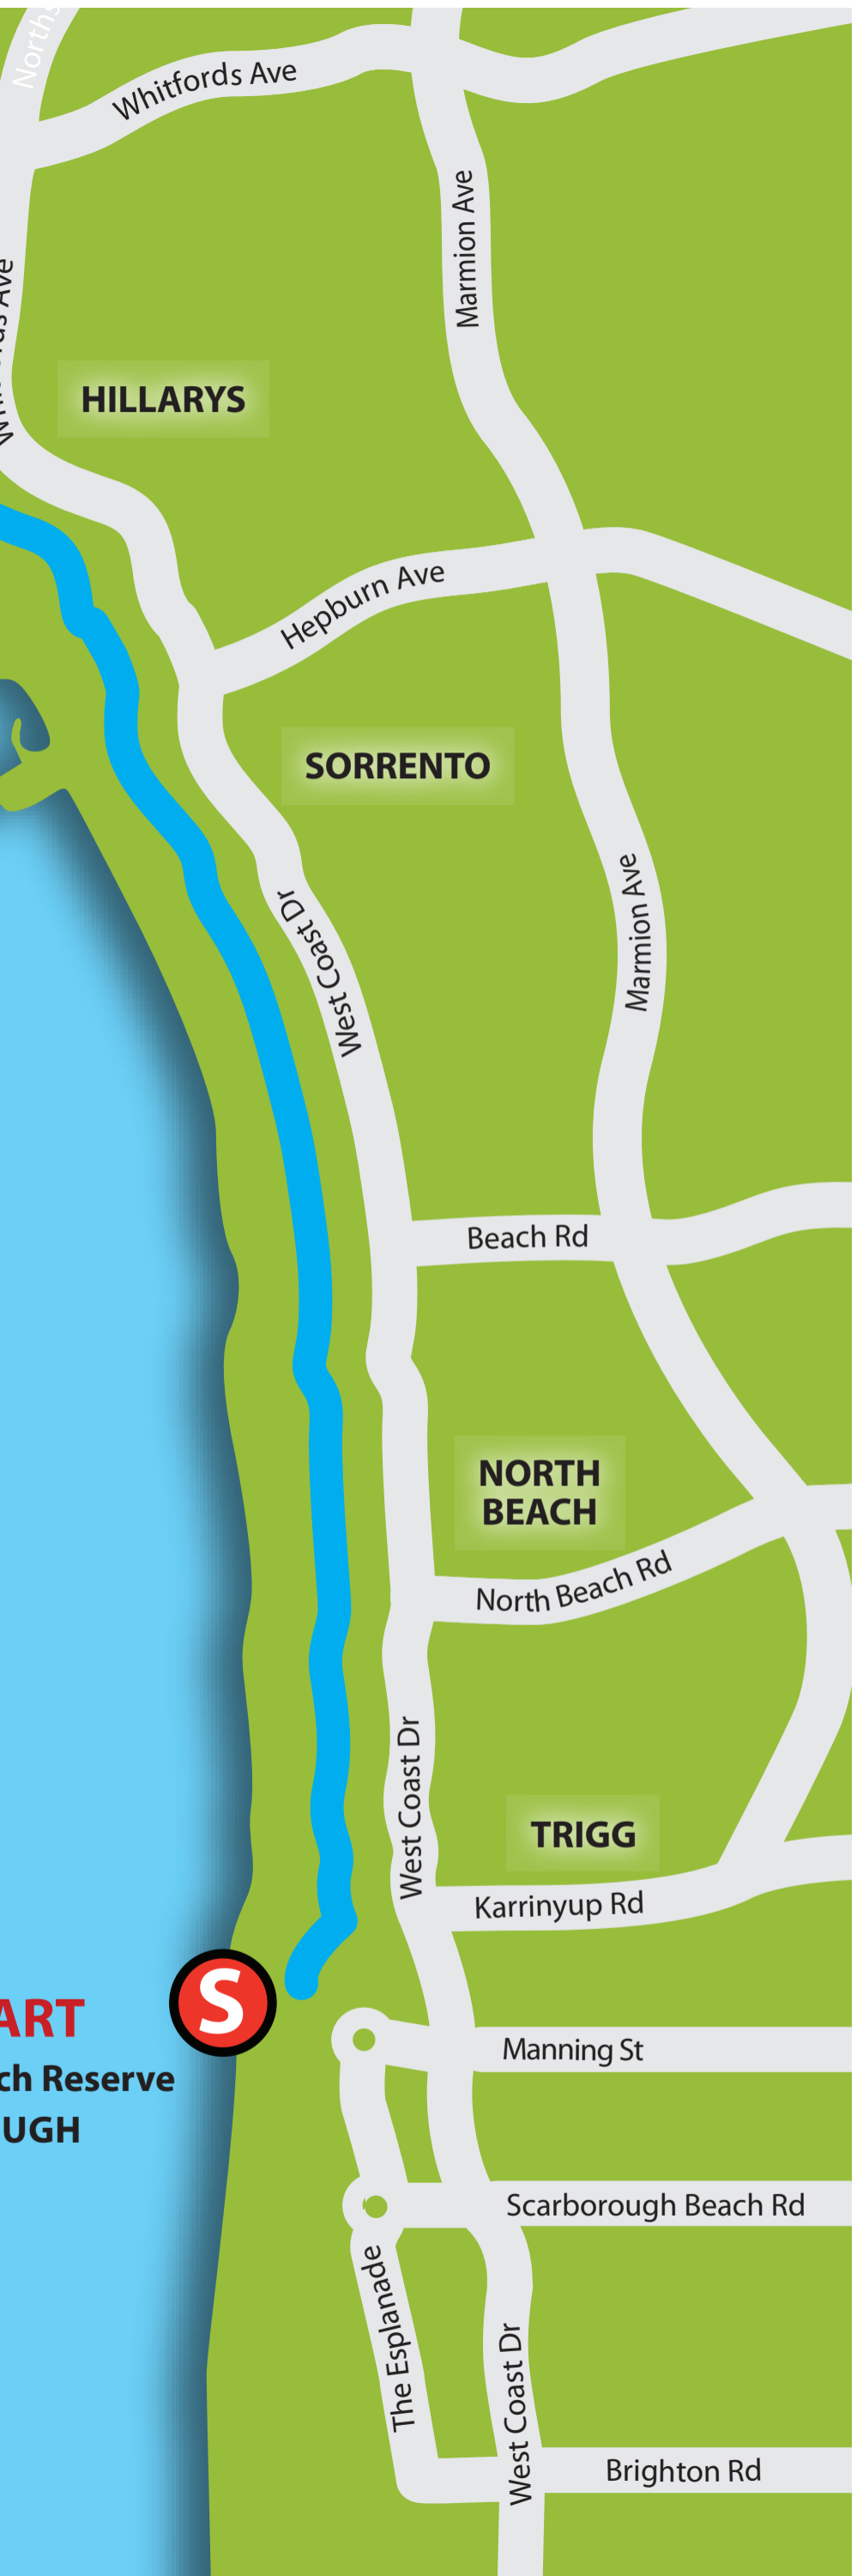 Whitfords Ave
Marmion Ave
HILLARYS
Hepburn Ave
SORRENTO
Marmion Ave
West Coast Dr
Beach Rd
NORTH
BEACH
North Beach Rd
West Coast Dr
TRIGG
Karrinyup Rd
S
ART
Manning St
ch Reserve
UGH
Scarborough Beach Rd
The Esplanade
West Coast Dr
Brighton Rd